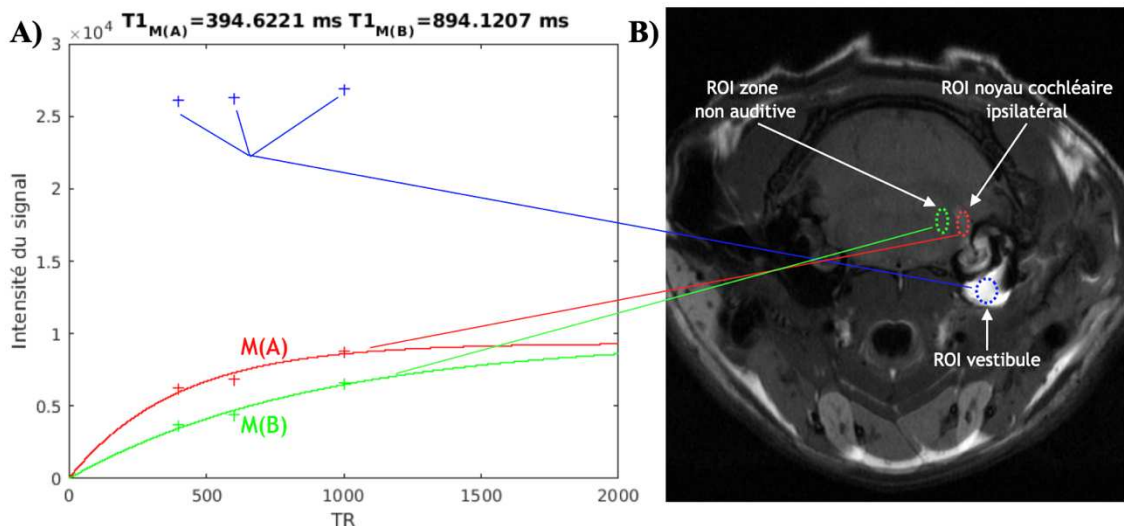 A)
T1M(A)=394.6221 ms T1M(B)=894.1207 ms
×10⁴
3
2.5
2
1.5
1
0.5
0
Intensité du signal
M(A)
M(B)
0
500
1000
1500
2000
TR
B)
ROI zone
non auditive
ROI noyau cochléaire
ipsilatéral
ROI vestibule